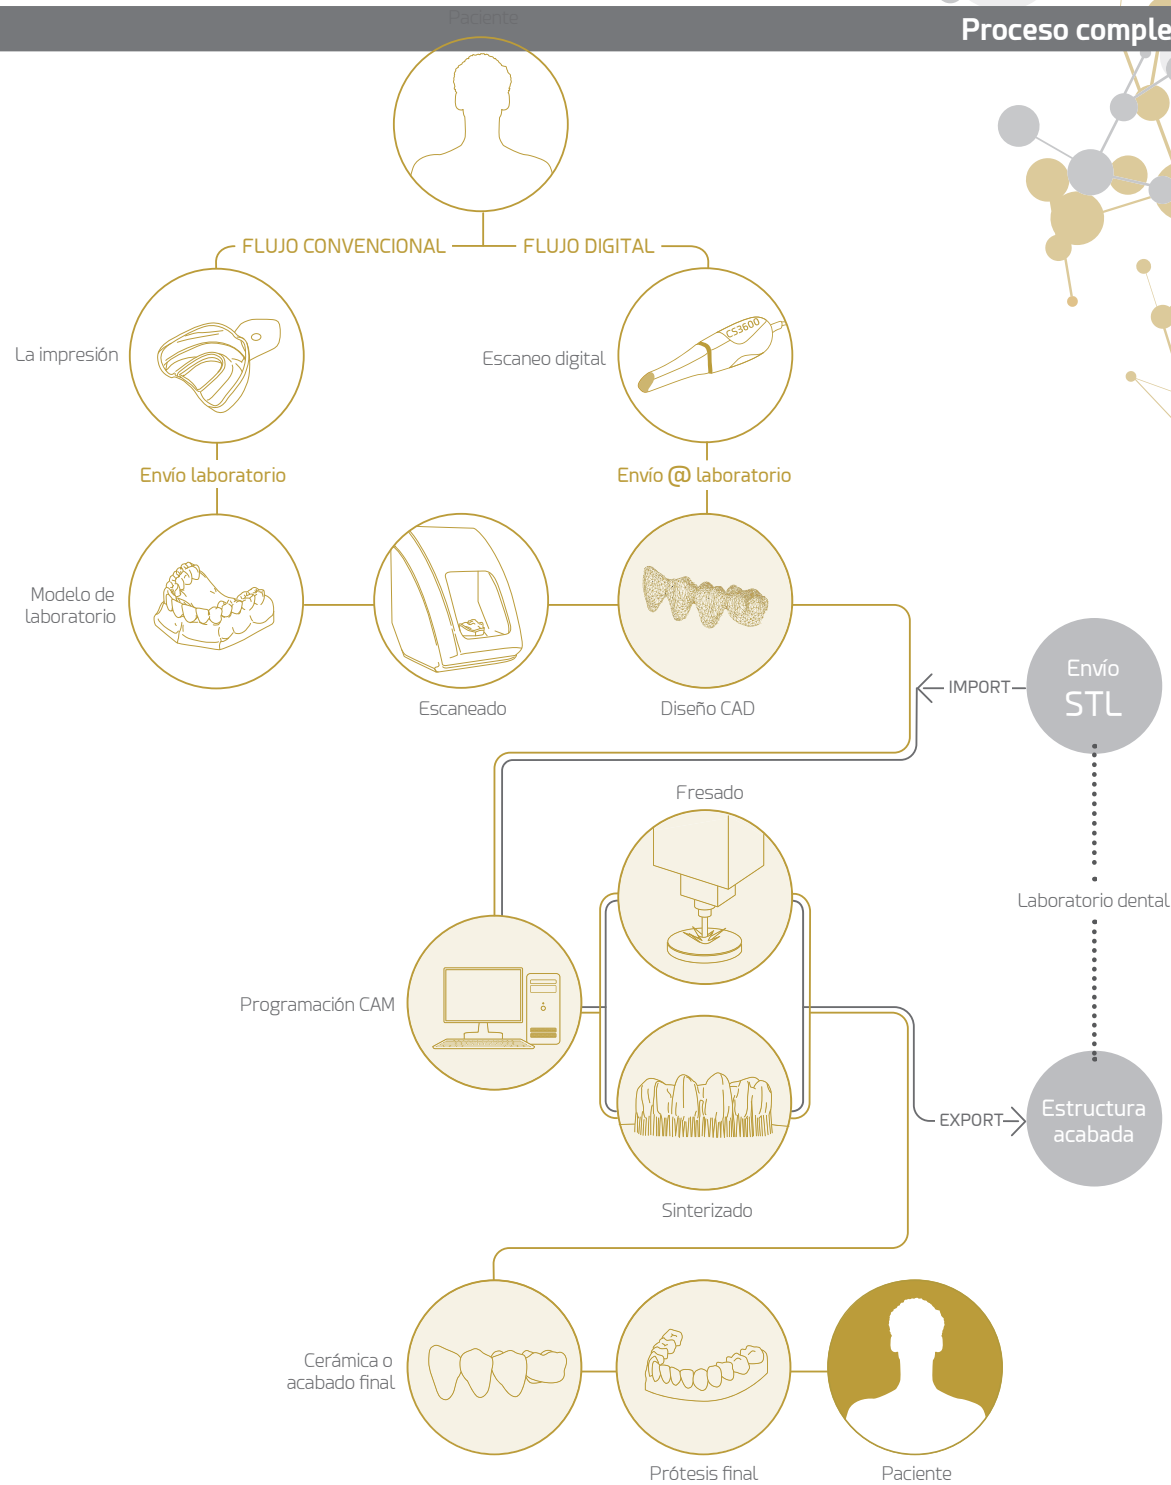 Paciente
Proceso comple
FLUJO CONVENCIONAL
FLUJO DIGITAL
La impresión
Escaneo digital
CS3600
Envío laboratorio
Envío @ laboratorio
Modelo de
laboratorio
Escaneado
Diseño CAD
IMPORT
Envío
STL
Fresado
Laboratorio dental
Programación CAM
EXPORT
Estructura
acabada
Sinterizado
Cerámica o
acabado final
Prótesis final
Paciente